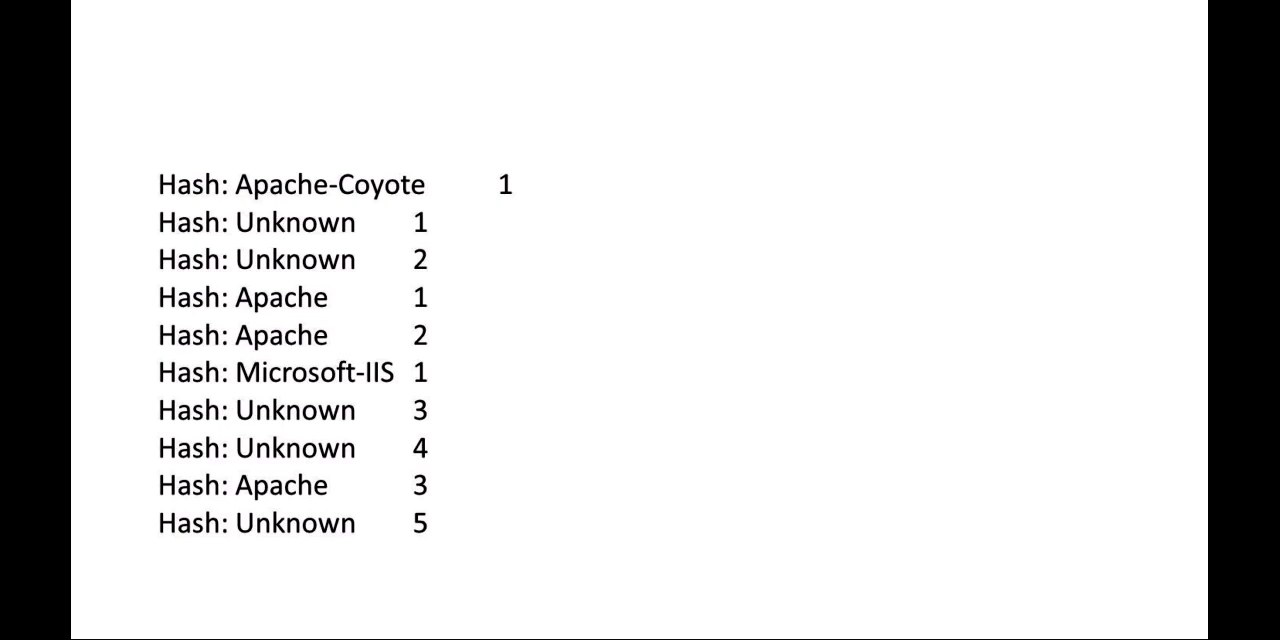 Hash: Apache-Coyote 1
Hash: Unknown 1
Hash: Unknown 2
Hash: Apache 1
Hash: Apache 2
Hash: Microsoft-IIS 1
Hash: Unknown 3
Hash: Unknown 4
Hash: Apache 3
Hash: Unknown 5